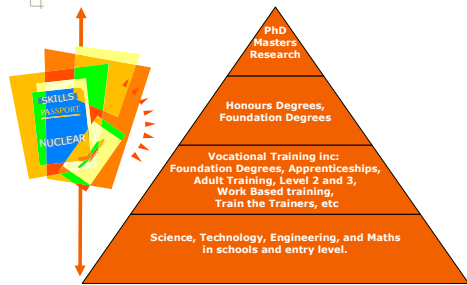 PhD
Masters
Research
SKILLS
PASSPORT
NUCLEAR
Honours Degrees,
Foundation Degrees
Vocational Training inc:
Foundation Degrees, Apprenticeships,
Adult Training, Level 2 and 3,
Work Based training,
Train the Trainers, etc
Science, Technology, Engineering, and Maths
in schools and entry level.